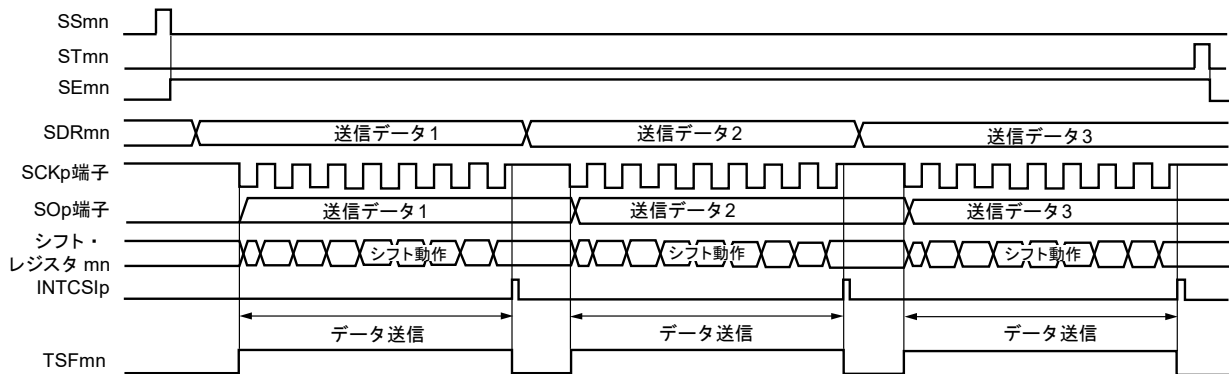 SSmn
STmn
SEmn
SDRmn 送信データ1 送信データ2 送信データ3
SCKp端子
SOp端子 送信データ1 送信データ2 送信データ3
シフト・
レジスタ mn シフト動作 シフト動作 シフト動作
INTCSIp
データ送信 データ送信 データ送信
TSFmn